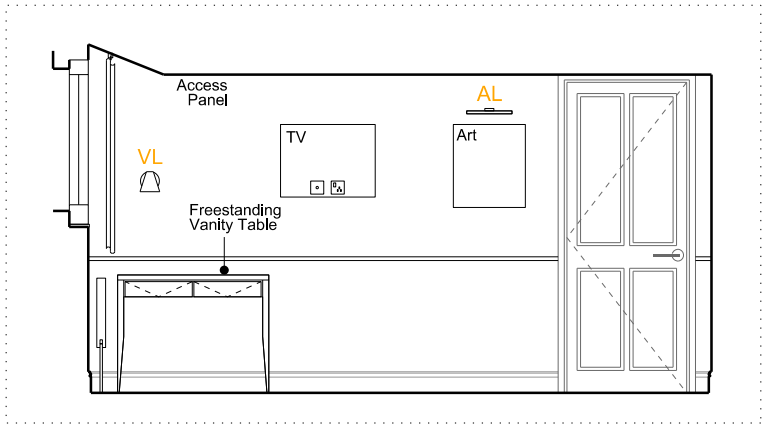 Access
Panel
AL
TV
Art
VL
Freestanding
Vanity Table